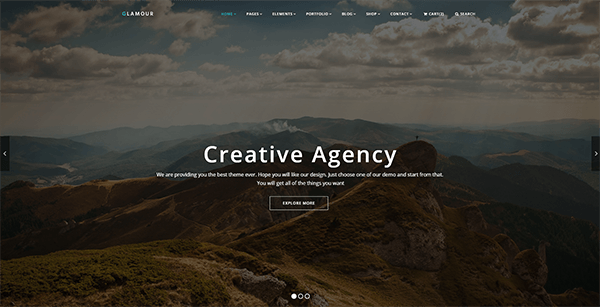 GLAMOUR
HOME PAGES ELEMENTS PORTFOLIO BLOG SHOP CONTACT CART(0) SEARCH
Creative Agency
We are providing you the best theme ever. Hope you will like our design. Just choose one of our demo and start from that.
You will get all of the things you want
EXPLORE MORE